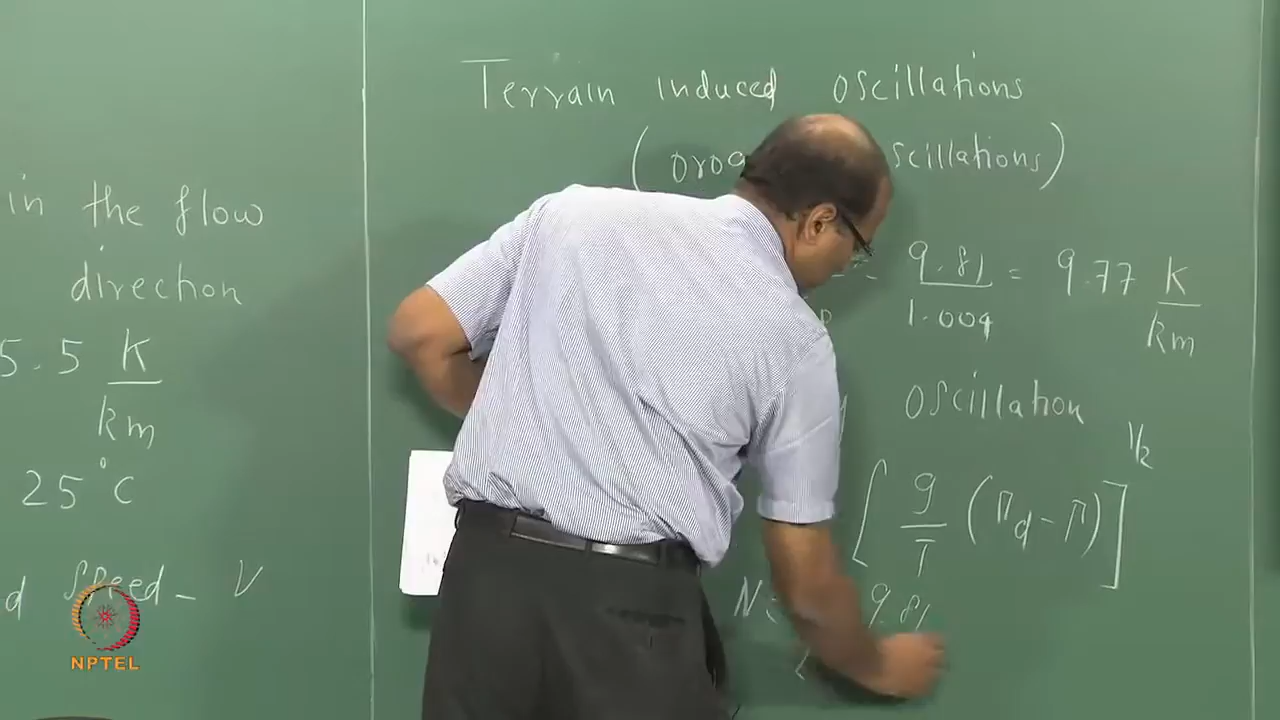 in the flow
direction
5.5 K
km
25°C
d speed - V
Terrain induced oscillations
( orog scillations)
= 9.81 = 9.77 K
1.004 km
oscillation
[ g (Γd - Γ) ]^1/2
T
N = 9.81
NPTEL